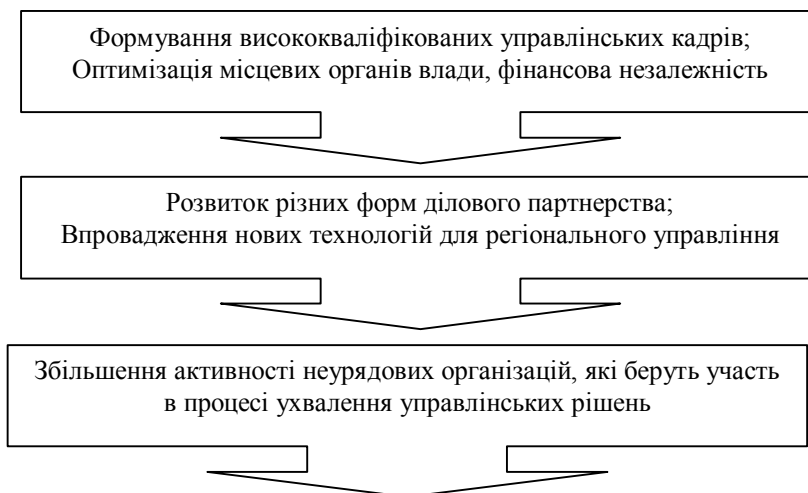 Формування висококваліфікованих управлінських кадрів;
Оптимізація місцевих органів влади, фінансова незалежність
Розвиток різних форм ділового партнерства;
Впровадження нових технологій для регіонального управління
Збільшення активності неурядових організацій, які беруть участь
в процесі ухвалення управлінських рішень